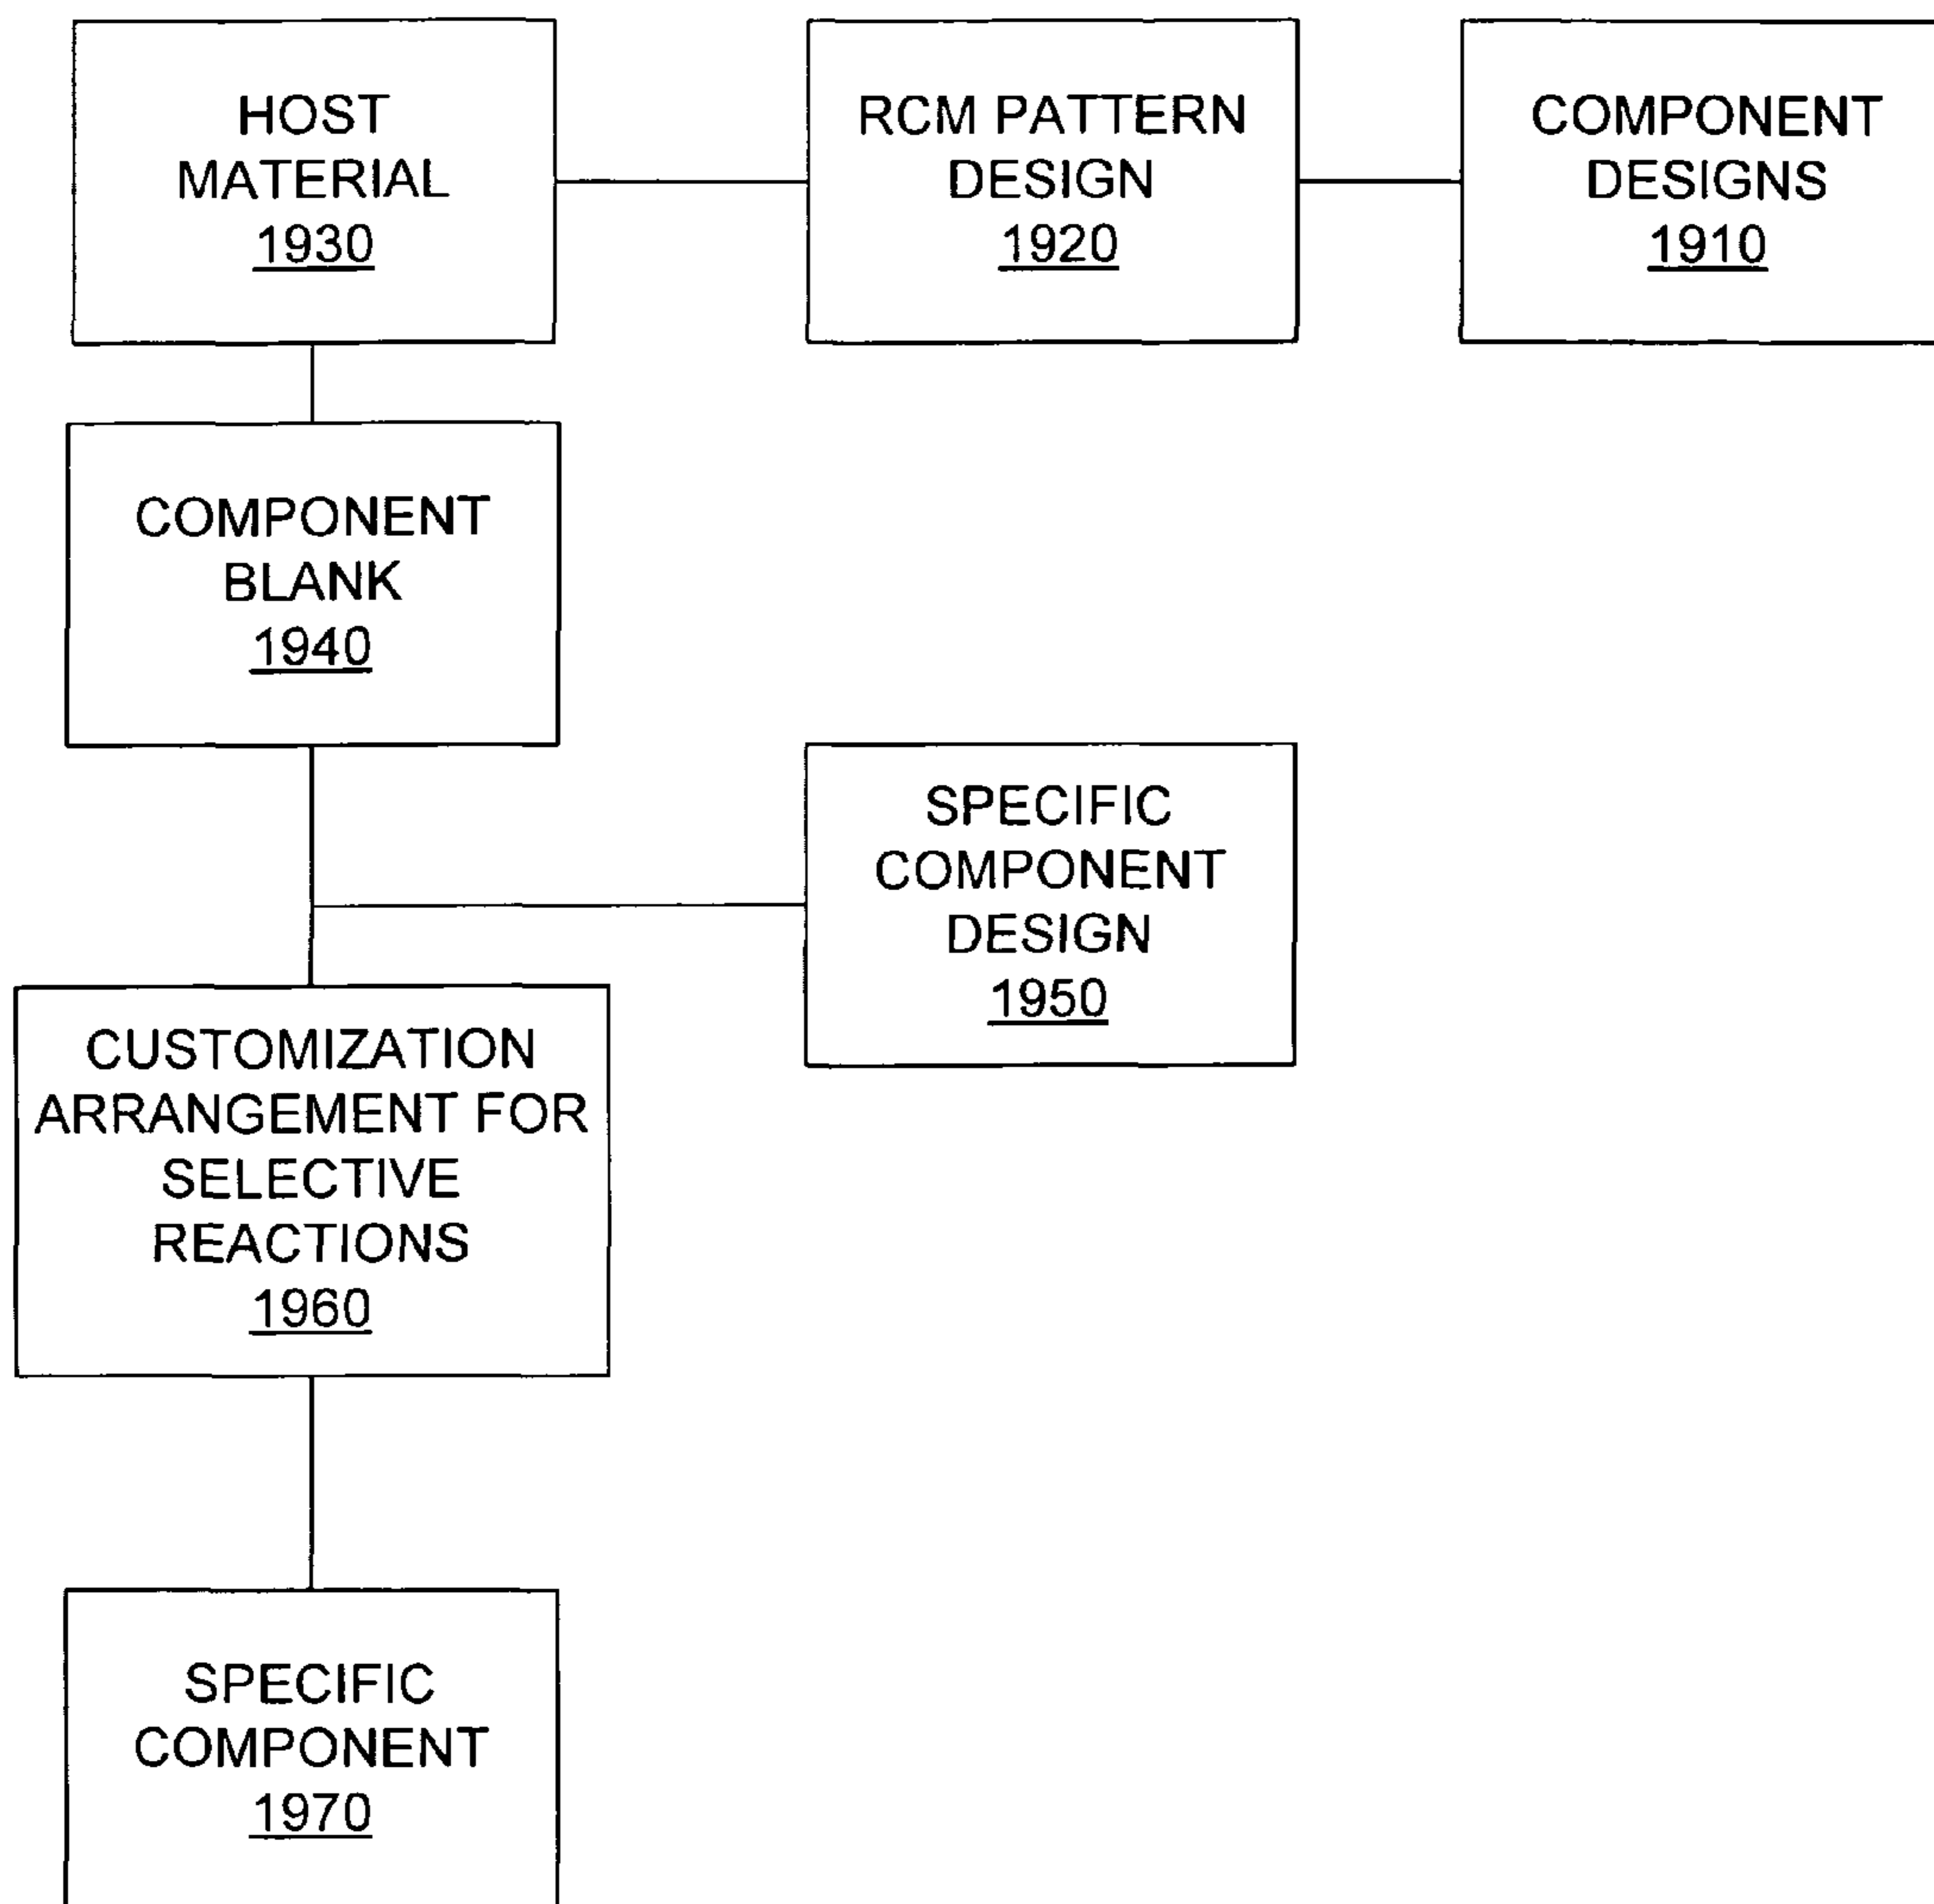 HOST
MATERIAL
1930
RCM PATTERN
DESIGN
1920
COMPONENT
DESIGNS
1910
COMPONENT
BLANK
1940
SPECIFIC
COMPONENT
DESIGN
1950
CUSTOMIZATION
ARRANGEMENT FOR
SELECTIVE
REACTIONS
1960
SPECIFIC
COMPONENT
1970